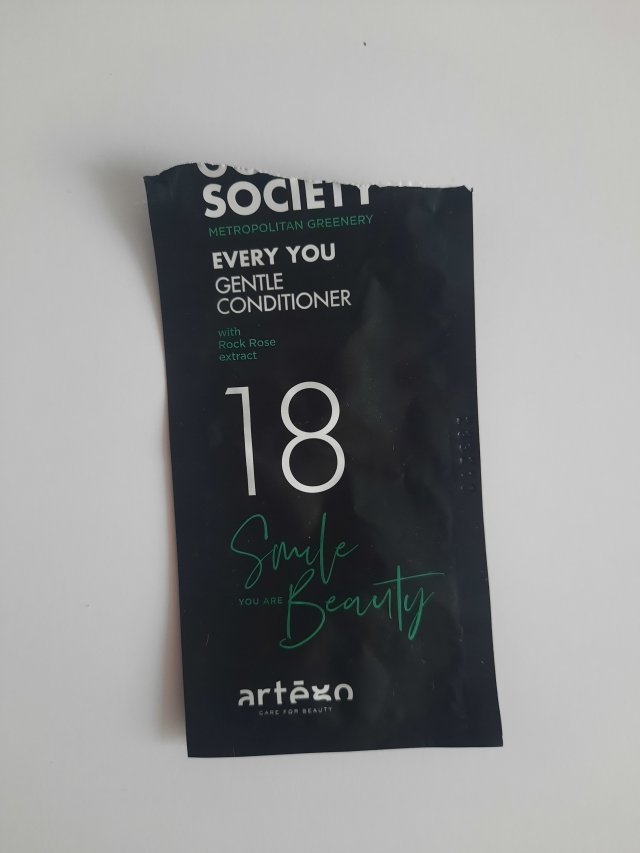 SOCIETY
METROPOLITAN GREENERY
EVERY YOU
GENTLE
CONDITIONER
with
Rock Rose
extract
18
Smile
YOU ARE Beauty
artēgo
CARE FOR BEAUTY